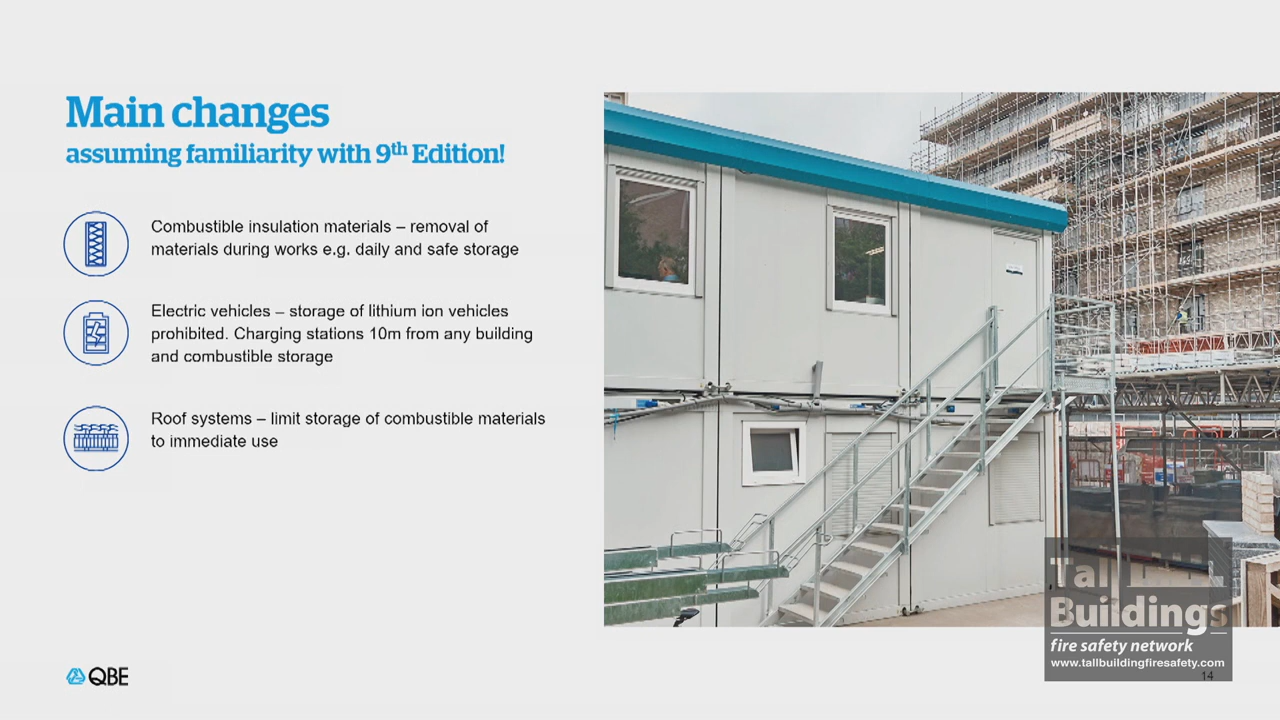 Main changes
assuming familiarity with 9th Edition!
Combustible insulation materials – removal of
materials during works e.g. daily and safe storage
Electric vehicles – storage of lithium ion vehicles
prohibited. Charging stations 10m from any building
and combustible storage
Roof systems – limit storage of combustible materials
to immediate use
QBE
Tall
Buildings
fire safety network
www.tallbuildingfiresafety.com
14